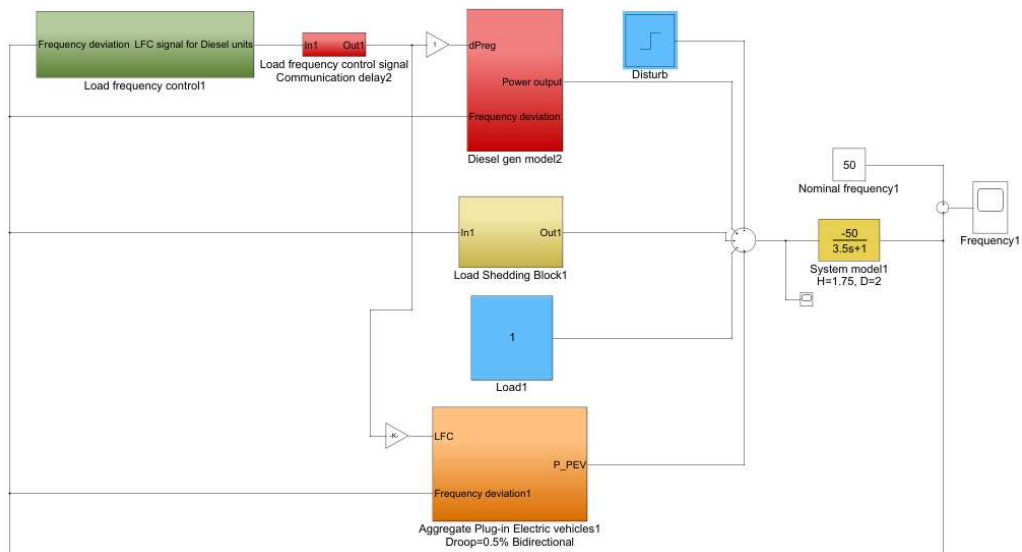 Frequency deviation LFC signal for Diesel units
Load frequency control1
In1 Out1
Load frequency control signal
Communication delay2
1
dPreg
Power output
Frequency deviation
Diesel gen model2
Disturb
50
Nominal frequency1
Frequency1
In1 Out1
Load Shedding Block1
-50
3.5s+1
System model1
H=1.75, D=2
1
Load1
-K-
LFC
P_PEV
Frequency deviation1
Aggregate Plug-in Electric vehicles1
Droop=0.5% Bidirectional